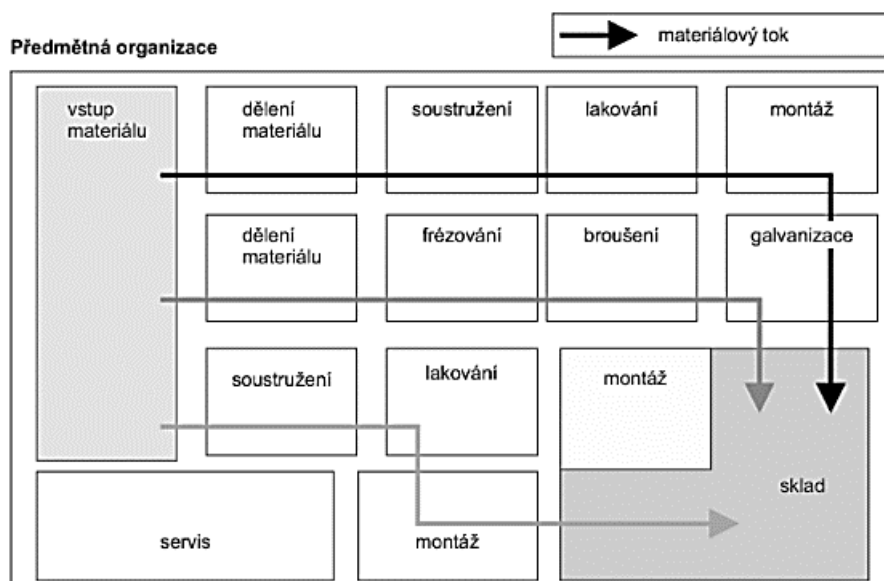 materiálový tok
Předmětná organizace
vstup
materiálu
dělení
materiálu
soustružení
lakování
montáž
dělení
materiálu
frézování
broušení
galvanizace
soustružení
lakování
montáž
sklad
servis
montáž